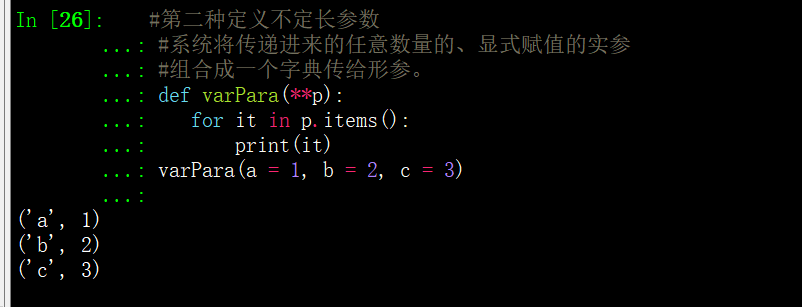 In [26]:    #第二种定义不定长参数
...: #系统将传递进来的任意数量的、显式赋值的实参
...: #组合成一个字典传给形参。
...: def varPara(**p):
...:    for it in p.items():
...:        print(it)
...: varPara(a = 1, b = 2, c = 3)
...:
('a', 1)
('b', 2)
('c', 3)